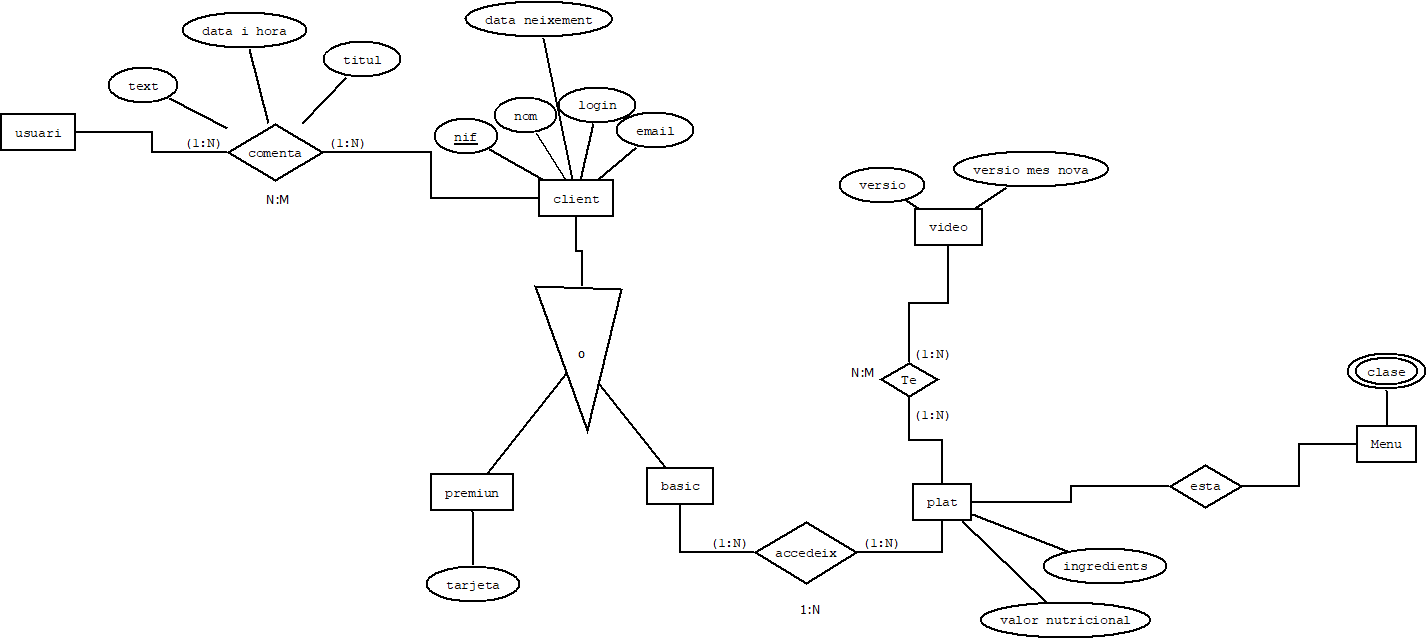 data neixement
data i hora
titul
text
login
nom
email
usuari
nif
(1:N)
comenta
(1:N)
N:M
client
versio
versio mes nova
video
o
(1:N)
N:M
Te
(1:N)
clase
Menu
premiun
basic
plat
esta
(1:N)
accedeix
(1:N)
ingredients
tarjeta
1:N
valor nutricional